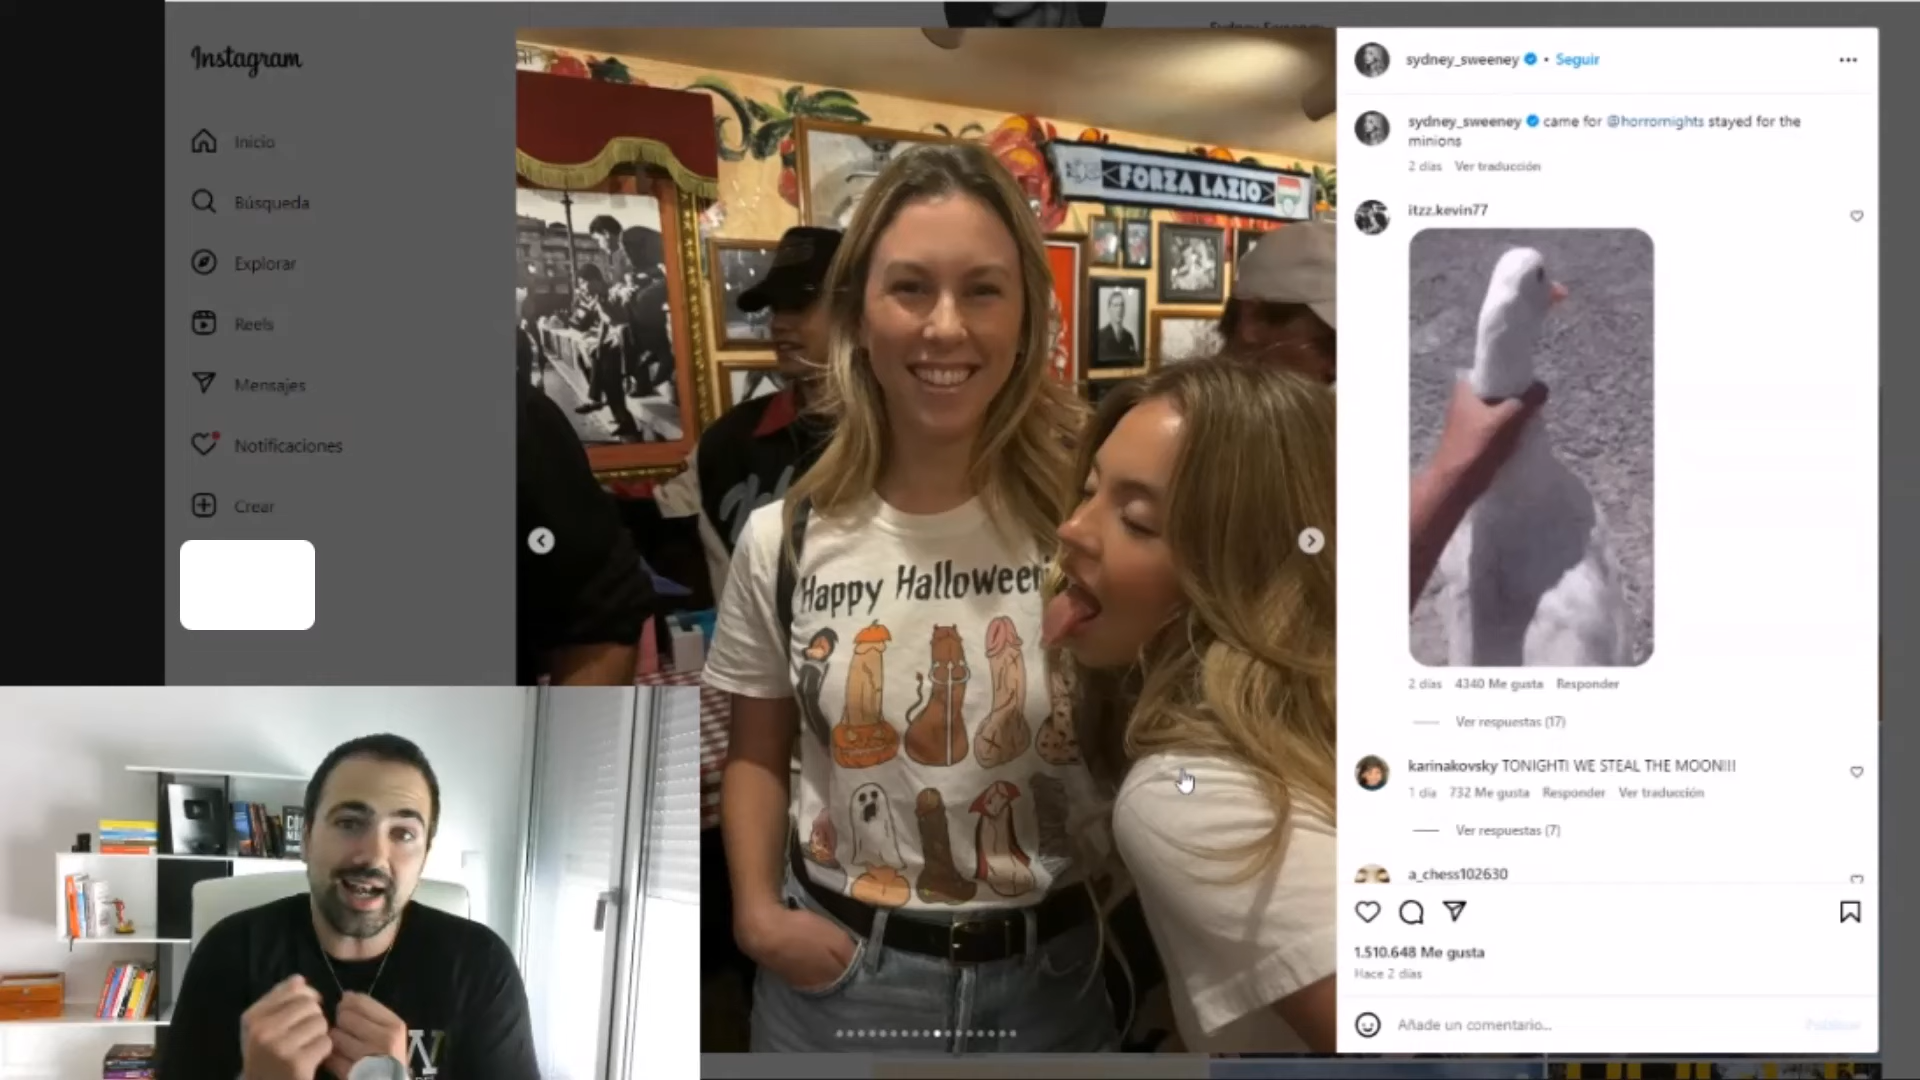 Instagram
Inicio
Búsqueda
Explorar
Reels
Mensajes
Notificaciones
Crear
FORZA LAZIO
Happy Halloween
sydney_sweeney • Seguir
sydney_sweeney came for @horrornights stayed for the
minions
2 días Ver traducción
itzz.kevin77
2 días 4340 Me gusta Responder
Ver respuestas (17)
karinakovsky TONIGHT! WE STEAL THE MOON!!!
1 día 732 Me gusta Responder Ver traducción
Ver respuestas (7)
a_chess102630
1.510.648 Me gusta
Hace 2 días
Añade un comentario...
Publicar